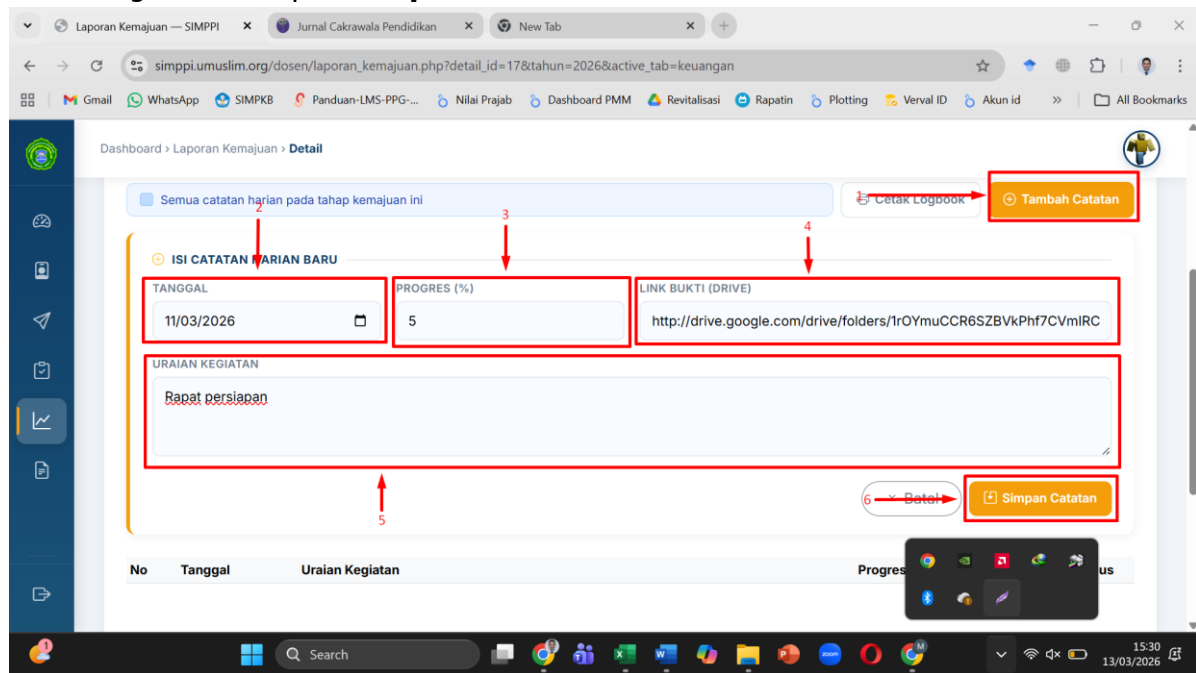 Laporan Kemajuan — SIMPPI
Jurnal Cakrawala Pendidikan
New Tab
simppi.umuslim.org/dosen/laporan_kemajuan.php?detail_id=17&tahun=2026&active_tab=keuangan
Gmail WhatsApp SIMPKB Panduan-LMS-PPG-... Nilai Prajab Dashboard PMM Revitalisasi Rapatin Plotting Verval ID Akun id » All Bookmarks
Dashboard › Laporan Kemajuan › Detail
Semua catatan harian pada tahap kemajuan ini
Cetak Logbook
1
Tambah Catatan
2
3
4
ISI CATATAN HARIAN BARU
TANGGAL PROGRES (%) LINK BUKTI (DRIVE)
11/03/2026 5 http://drive.google.com/drive/folders/1rOYmuCCR6SZBVkPhf7CVmIRC
URAIAN KEGIATAN
Rapat persiapan
5
6 × Batal Simpan Catatan
No Tanggal Uraian Kegiatan Progres
Search
15:30
13/03/2026